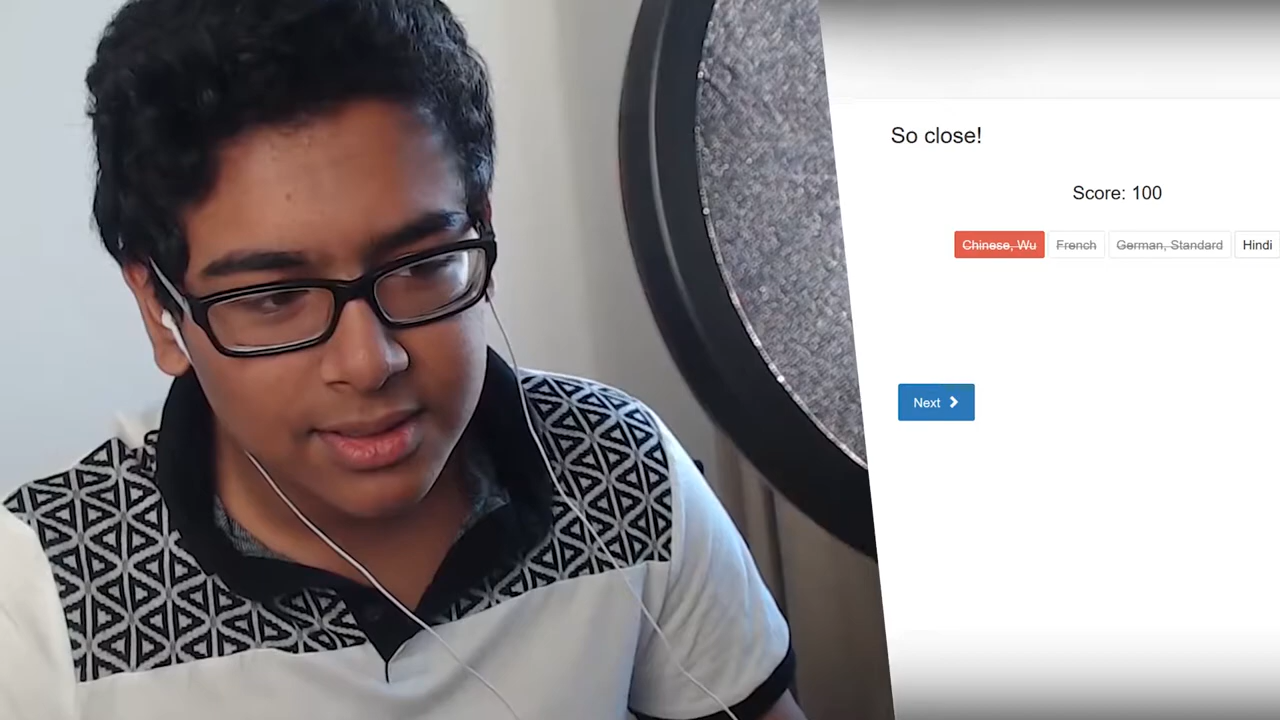 So close!
Score: 100
Chinese, Wu French German, Standard Hindi
Next